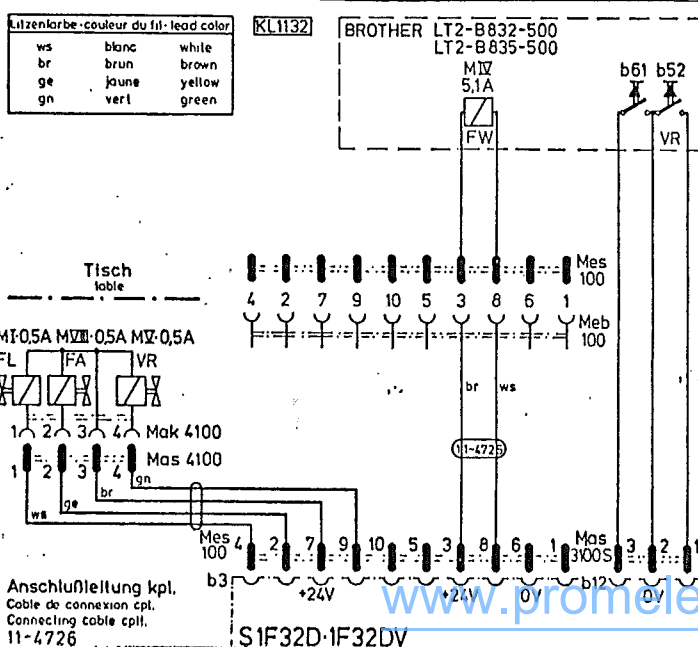 Litzenfarbe·couleur du fil·lead color
ws blanc white
br brun brown
ge jaune yellow
gn vert green
KL1132
BROTHER LT2-B832-500
LT2-B835-500
M IV
5,1A
FW
b61 b52
VR
Tisch
table
Mes
100
4 2 7 9 10 5 3 8 6 1
Meb
100
MI·0,5A MVIII·0,5A MV·0,5A
FL FA VR
1 2 3 4 Mak 4100
Mas 4100
1 2 3 4
br ws
11-4725
gn
br
ge
ws
Mes
100
4 2 7 9 10 5 3 8 6 1
Mas
3100S
3 2 1
b3
+24V +24V 0V
b12
0V
www.promele
Anschlußleitung kpl.
Cable de connexion cpl.
Connecting cable cplt.
11-4726
S1F32D·1F32DV